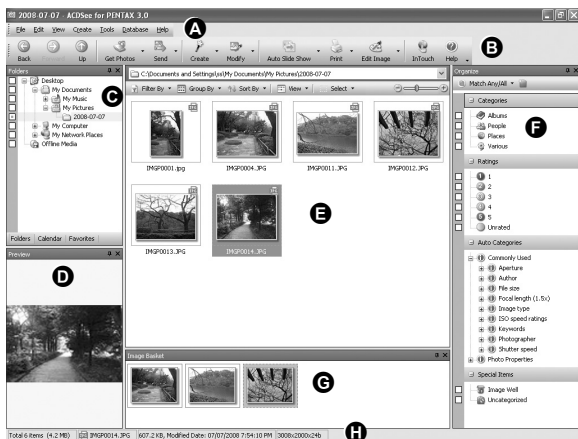 2008-07-07 - ACDSee for PENTAX 3.0
File Edit View Create Tools Database Help
A
Back Forward Up Get Photos Send Create Modify Auto Slide Show Print Edit Image InTouch Help
B
Folders
Desktop
My Documents
My Music
My Pictures
2008-07-07
My Computer
My Network Places
Offline Media
C
Folders Calendar Favorites
Preview
D
C:\Documents and Settings\ss\My Documents\My Pictures\2008-07-07
Filter By Group By Sort By View Select
IMGP0001.jpg IMGP0004.JPG IMGP0011.JPG IMGP0012.JPG
IMGP0013.JPG IMGP0014.JPG
E
Image Basket
G
Organize
Match Any/All
Categories
Albums
People
Places
Various
F
Ratings
1
2
3
4
5
Unrated
Auto Categories
Commonly Used
Aperture
Author
File size
Focal length (1.5x)
Image type
ISO speed ratings
Keywords
Photographer
Shutter speed
Photo Properties
Special Items
Image Well
Uncategorized
Total 6 items (4.2 MB) IMGP0014.JPG 607.2 KB, Modified Date: 07/07/2008 7:54:10 PM 3008x2000x24b
H